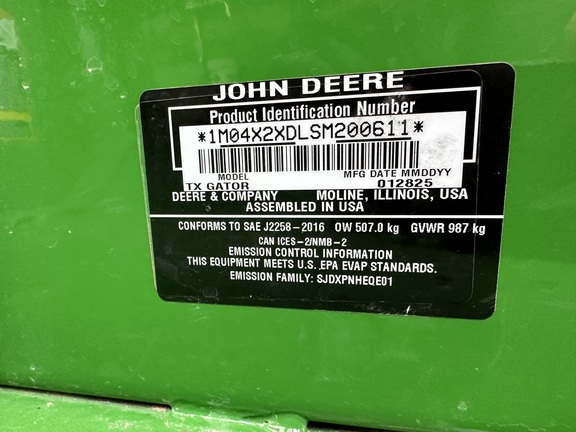 JOHN DEERE
Product Identification Number
*1M04X2XDLSM200611*
MODEL MFG DATE MMDDYY
TX GATOR 012825
DEERE & COMPANY MOLINE, ILLINOIS, USA
ASSEMBLED IN USA
CONFORMS TO SAE J2258-2016 OW 507.0 kg GVWR 987 kg
CAN ICES-2/NMB-2
EMISSION CONTROL INFORMATION
THIS EQUIPMENT MEETS U.S. EPA EVAP STANDARDS.
EMISSION FAMILY: SJDXPNHEQE01